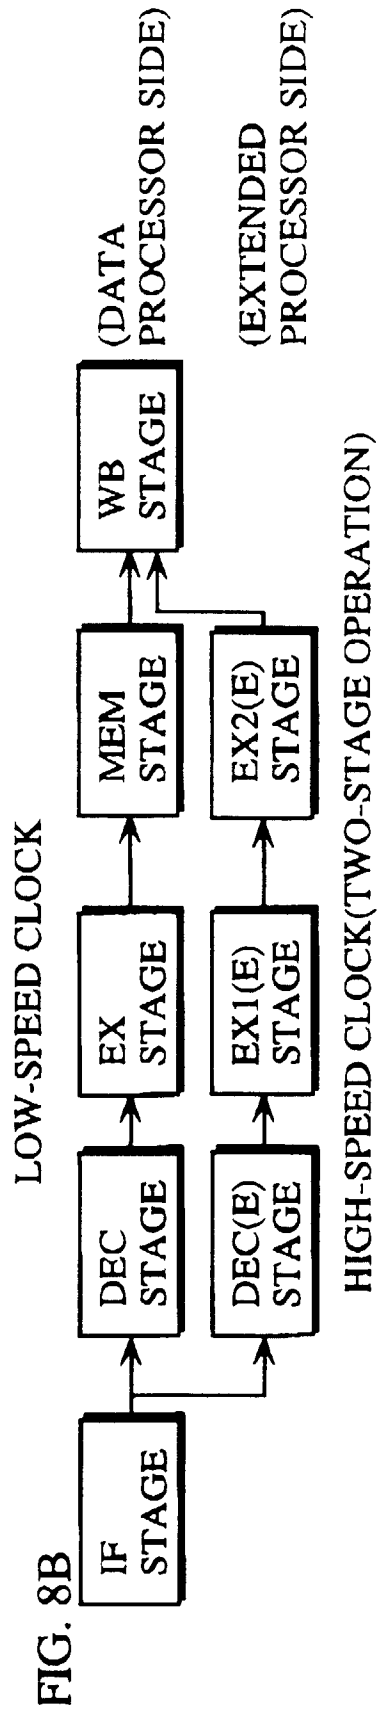 FIG. 8B
LOW-SPEED CLOCK
IF
STAGE
DEC
STAGE
EX
STAGE
MEM
STAGE
WB
STAGE
(DATA
PROCESSOR SIDE)
DEC(E)
STAGE
EX1(E)
STAGE
EX2(E)
STAGE
(EXTENDED
PROCESSOR SIDE)
HIGH-SPEED CLOCK(TWO-STAGE OPERATION)